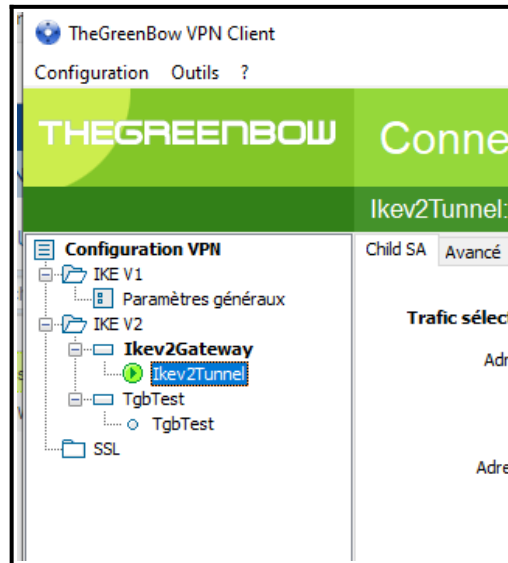 TheGreenBow VPN Client
Configuration Outils ?
THEGREENBOW
Conne
Ikev2Tunnel:
Configuration VPN
IKE V1
Paramètres généraux
IKE V2
Ikev2Gateway
Ikev2Tunnel
TgbTest
TgbTest
SSL
Child SA Avancé
Trafic sélect
Adr
Adre